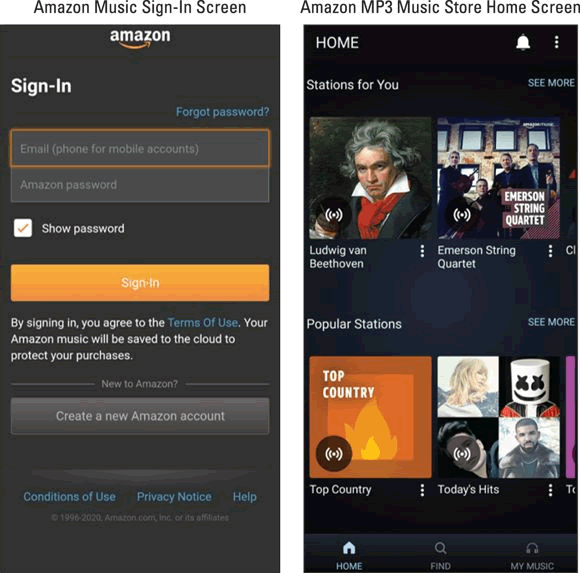 Amazon Music Sign-In Screen
amazon
Sign-In
Forgot password?
Email (phone for mobile accounts)
Amazon password
Show password
Sign-In
By signing in, you agree to the Terms Of Use. Your
Amazon music will be saved to the cloud to
protect your purchases.
New to Amazon?
Create a new Amazon account
Conditions of Use Privacy Notice Help
© 1996-2020, Amazon.com, Inc. or its affiliates
Amazon MP3 Music Store Home Screen
HOME
Stations for You SEE MORE
amazonmusic
EMERSON
STRING
QUARTET
Ludwig van
Beethoven
Emerson String
Quartet
Cl
Popular Stations SEE MORE
TOP
COUNTRY
Top Country
Today's Hits
HOME FIND MY MUSIC